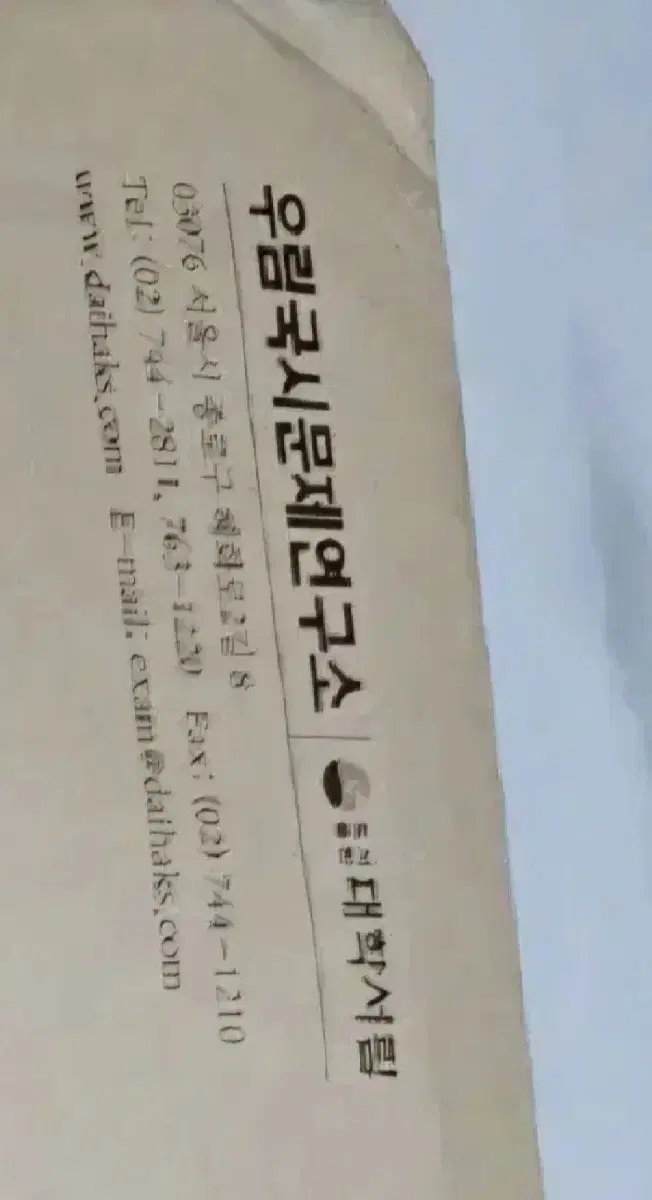 우림국시문제연구소 | 대학서림
03076 서울시 종로구 혜화로2길 8
Tel: (02) 744-2811, 763-1220 Fax: (02) 744-1210
www.daihaks.com E-mail: exam@daihaks.com